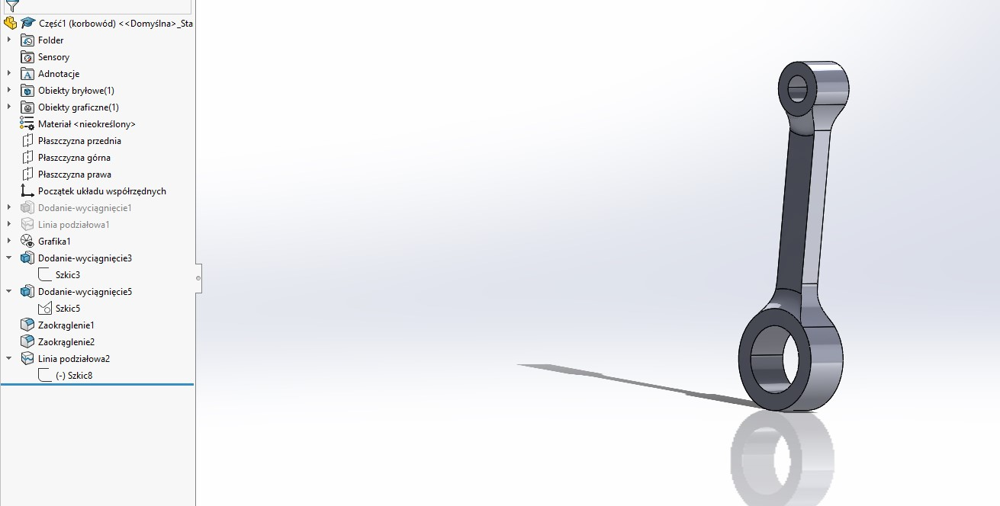 Część1 (korbowód) <<Domyślna>_Sta
Folder
Sensory
Adnotacje
Obiekty bryłowe(1)
Obiekty graficzne(1)
Materiał <nieokreślony>
Płaszczyzna przednia
Płaszczyzna górna
Płaszczyzna prawa
Początek układu współrzędnych
Dodanie-wyciągnięcie1
Linia podziałowa1
Grafika1
Dodanie-wyciągnięcie3
Szkic3
Dodanie-wyciągnięcie5
Szkic5
Zaokrąglenie1
Zaokrąglenie2
Linia podziałowa2
(-) Szkic8